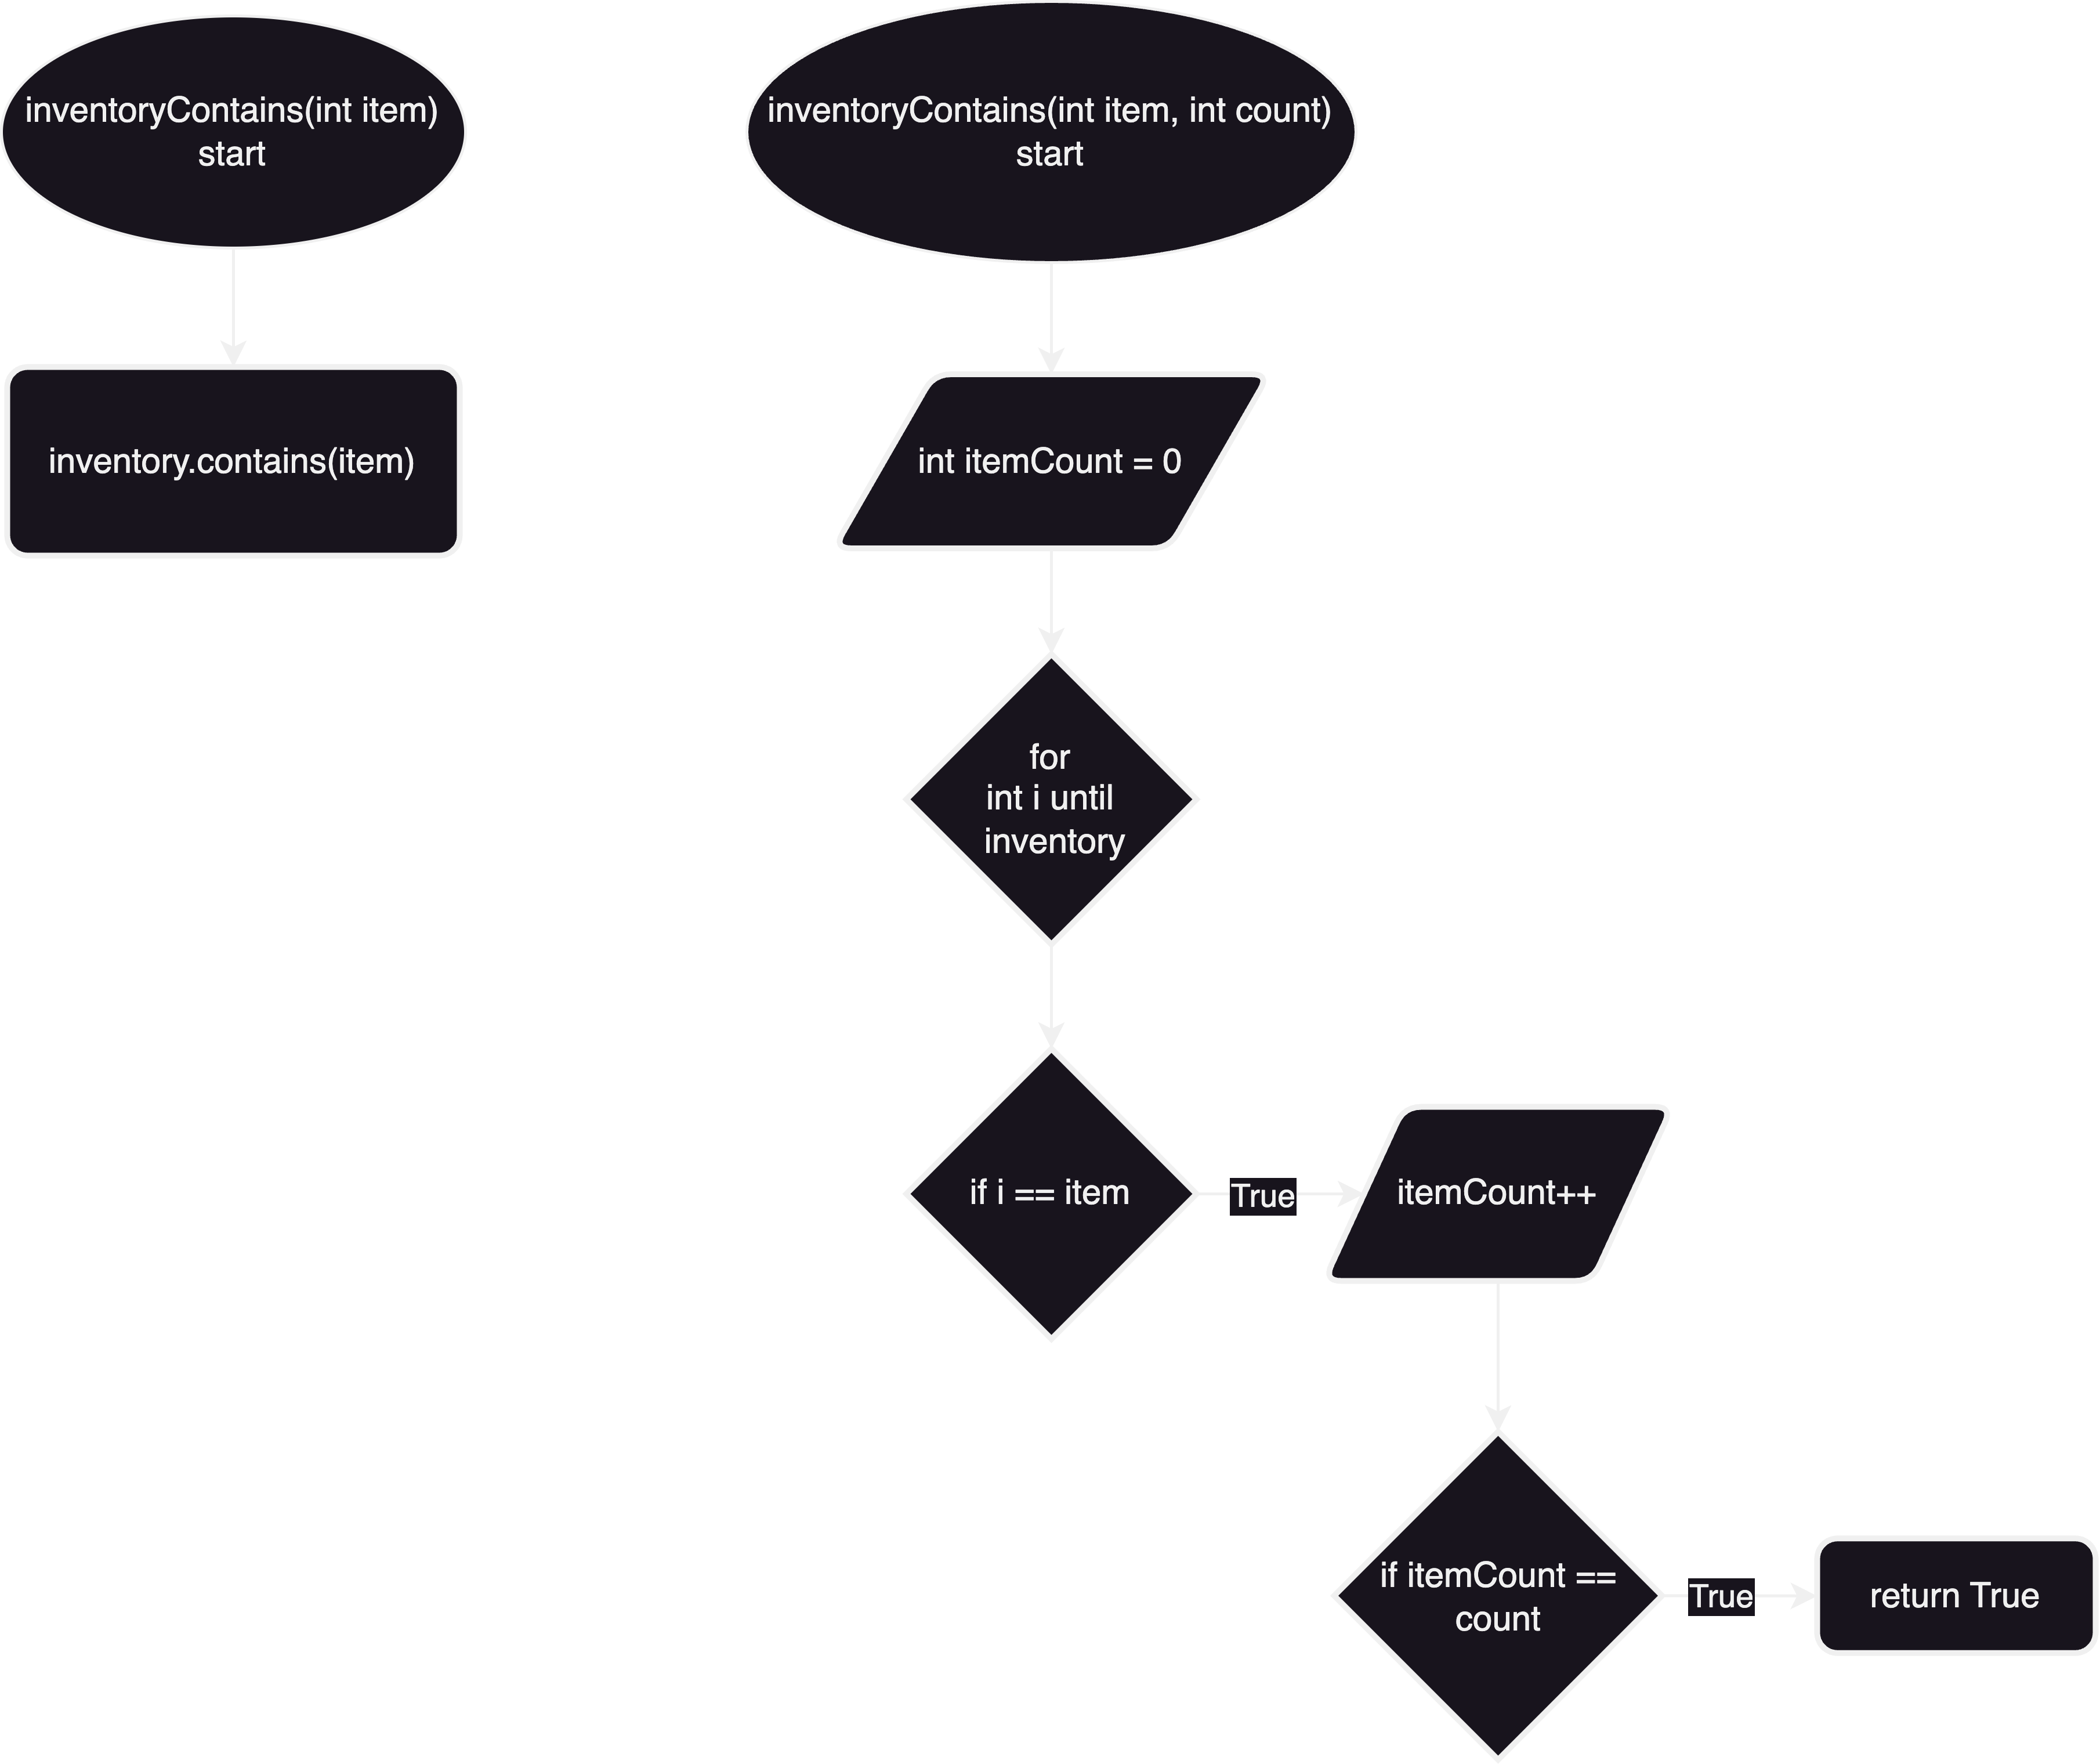 inventoryContains(int item)
start
inventory.contains(item)
inventoryContains(int item, int count)
start
int itemCount = 0
for
int i until
inventory
if i == item
True
itemCount++
if itemCount ==
count
True
return True